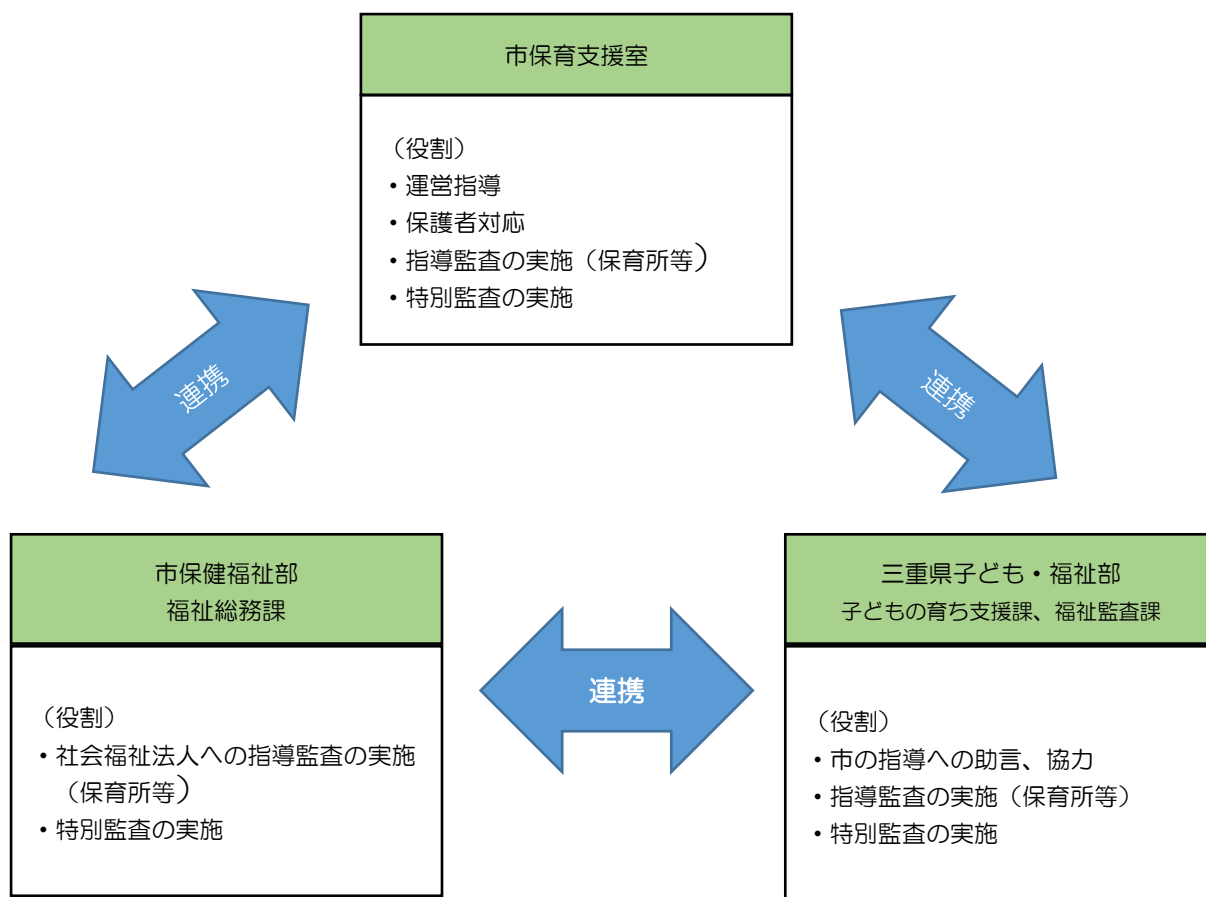 市保育支援室
（役割）
・運営指導
・保護者対応
・指導監査の実施（保育所等）
・特別監査の実施
連携
連携
市保健福祉部
福祉総務課
（役割）
・社会福祉法人への指導監査の実施
（保育所等）
・特別監査の実施
連携
三重県子ども・福祉部
子どもの育ち支援課、福祉監査課
（役割）
・市の指導への助言、協力
・指導監査の実施（保育所等）
・特別監査の実施